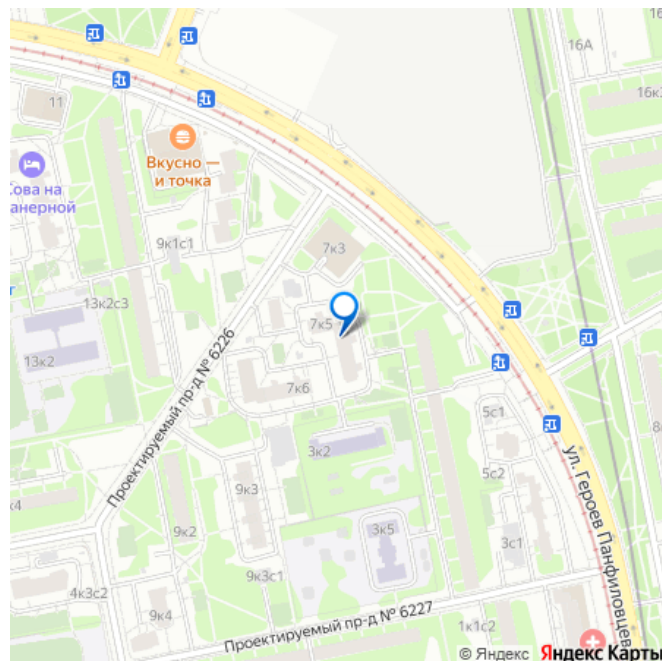 16А
16к
11
Вкусно —
и точка
Сова на
анерной
9к1с1
7к3
13к2с3
7к5
13к2
Проектируемый пр-д № 6226
7к6
5с1
3к2
5с2
9к3
Ул. Героев Панфиловцев
9к2
3к5
3с1
4к3с2
9к3с1
9к4
Проектируемый пр-д № 6227
1к1с2
© Яндекс Яндекс Карты